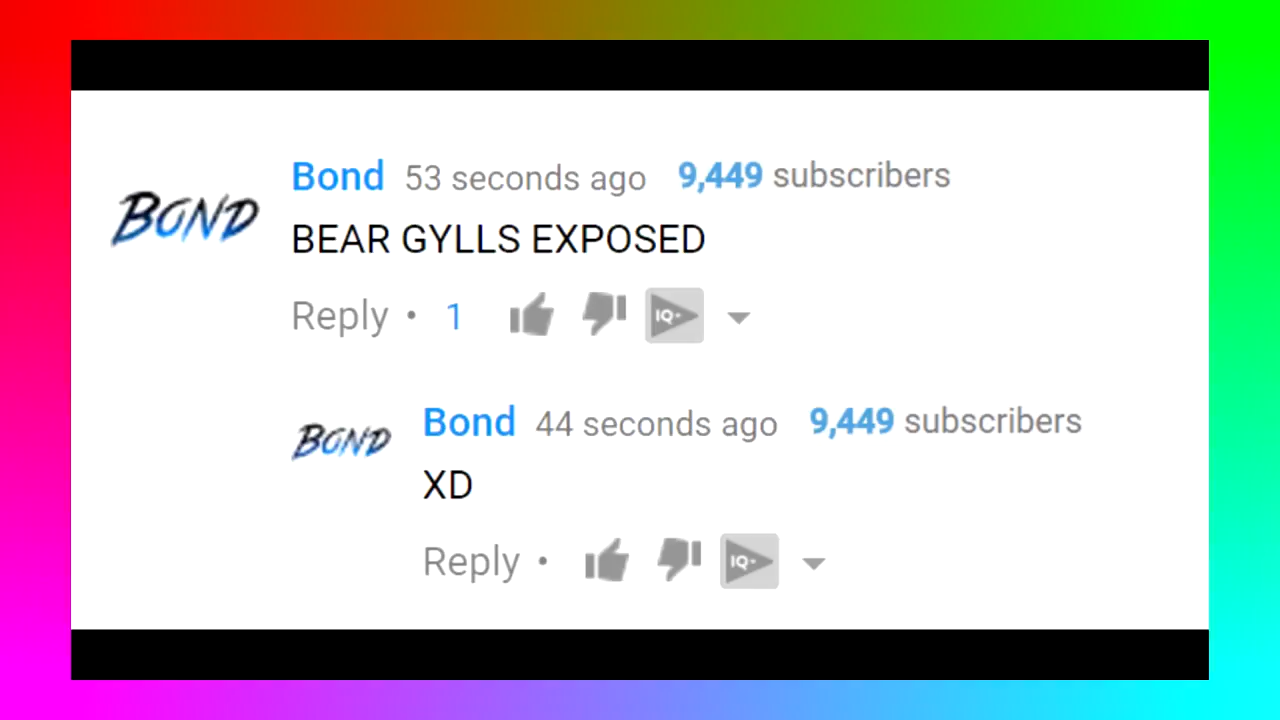 BOND
Bond 53 seconds ago 9,449 subscribers
BEAR GYLLS EXPOSED
Reply • 1 IQ+
BOND
Bond 44 seconds ago 9,449 subscribers
XD
Reply • IQ+